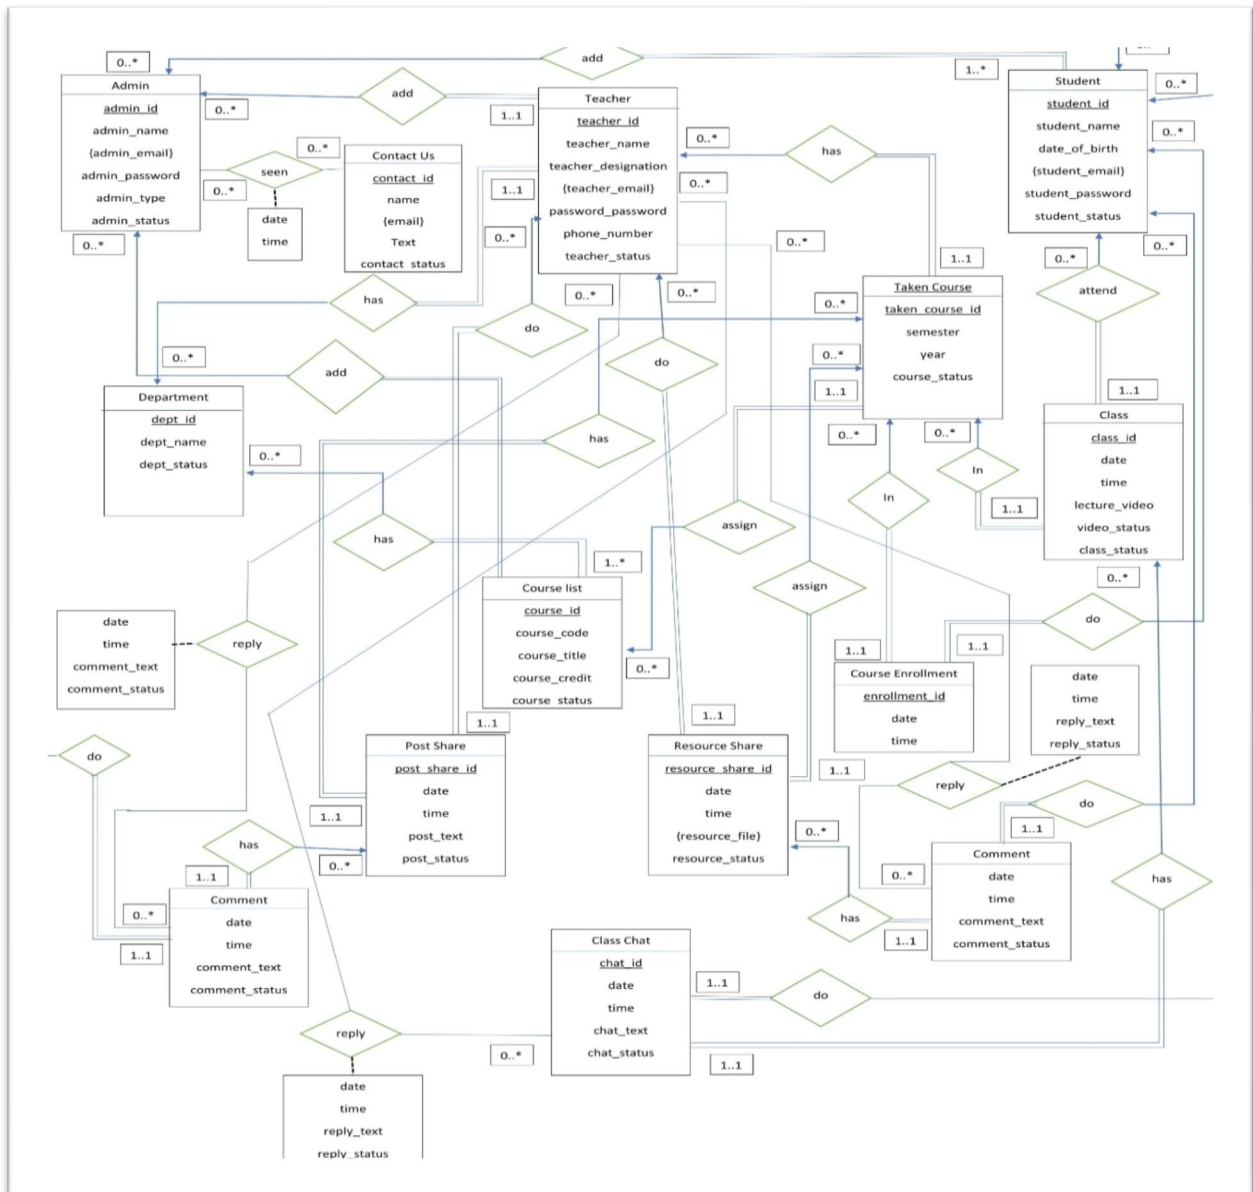 add
0..*
1..*
Admin
admin_id
admin_name
{admin_email}
admin_password
admin_type
admin_status
0..*
add
1..1
Teacher
teacher_id
teacher_name
teacher_designation
{teacher_email}
password_password
phone_number
teacher_status
0..*
has
Student
student_id
student_name
date_of_birth
{student_email}
student_password
student_status
0..*
0..*
0..*
seen
0..*
0..*
date
time
Contact Us
contact_id
name
{email}
Text
contact_status
1..1
0..*
0..*
0..*
0..*
0..*
0..*
0..*
1..1
attend
has
do
do
Taken Course
taken_course_id
semester
year
course_status
0..*
0..*
1..1
0..*
0..*
1..1
0..*
add
Department
dept_id
dept_name
dept_status
0..*
has
has
1..*
In
In
1..1
Class
class_id
date
time
lecture_video
video_status
class_status
0..*
assign
assign
Course list
course_id
course_code
course_title
course_credit
course_status
0..*
do
1..1
1..1
Course Enrollment
enrollment_id
date
time
date
time
comment_text
comment_status
reply
date
time
reply_text
reply_status
do
1..1
Post Share
post_share_id
date
time
post_text
post_status
1..1
0..*
1..1
Resource Share
resource_share_id
date
time
{resource_file}
resource_status
1..1
0..*
reply
do
1..1
has
1..1
Comment
date
time
comment_text
comment_status
0..*
1..1
0..*
Comment
date
time
comment_text
comment_status
has
1..1
has
Class Chat
chat_id
date
time
chat_text
chat_status
1..1
do
reply
0..*
1..1
date
time
reply_text
reply_status